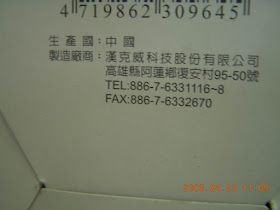 4 719862 309645
生 產 國：中 國
製造廠商：漢克威科技股份有限公司
高雄縣阿蓮鄉復安村95-50號
TEL:886-7-6331116~8
FAX:886-7-6332670